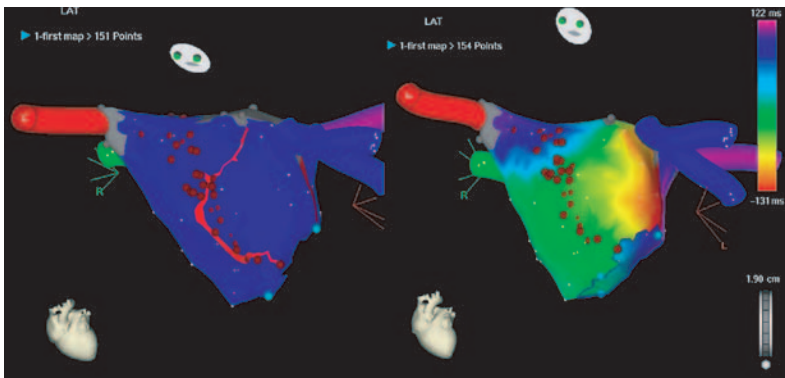 LAT
1-first map > 151 Points
R
LAT
1-first map > 154 Points
122 ms
-131 ms
R
L
1.90 cm